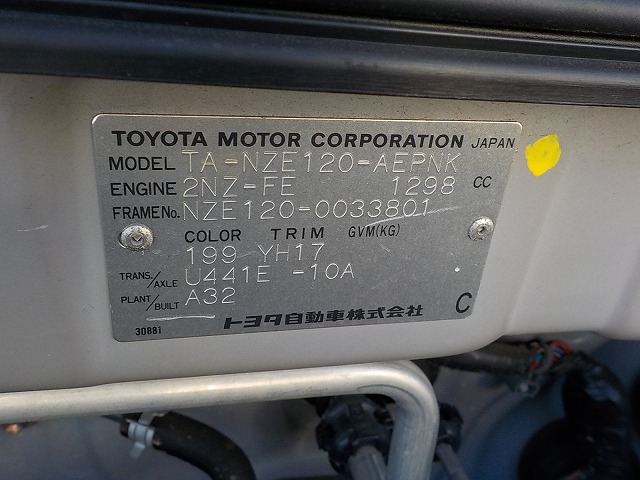 TOYOTA MOTOR CORPORATION JAPAN
MODEL TA-NZE120-AEPNK
ENGINE 2NZ-FE 1298 CC
FRAME No. NZE120-0033801
COLOR TRIM GVM(KG)
199 YH17
TRANS./AXLE U441E -10A
PLANT/BUILT A32
トヨタ自動車株式会社 C
30881